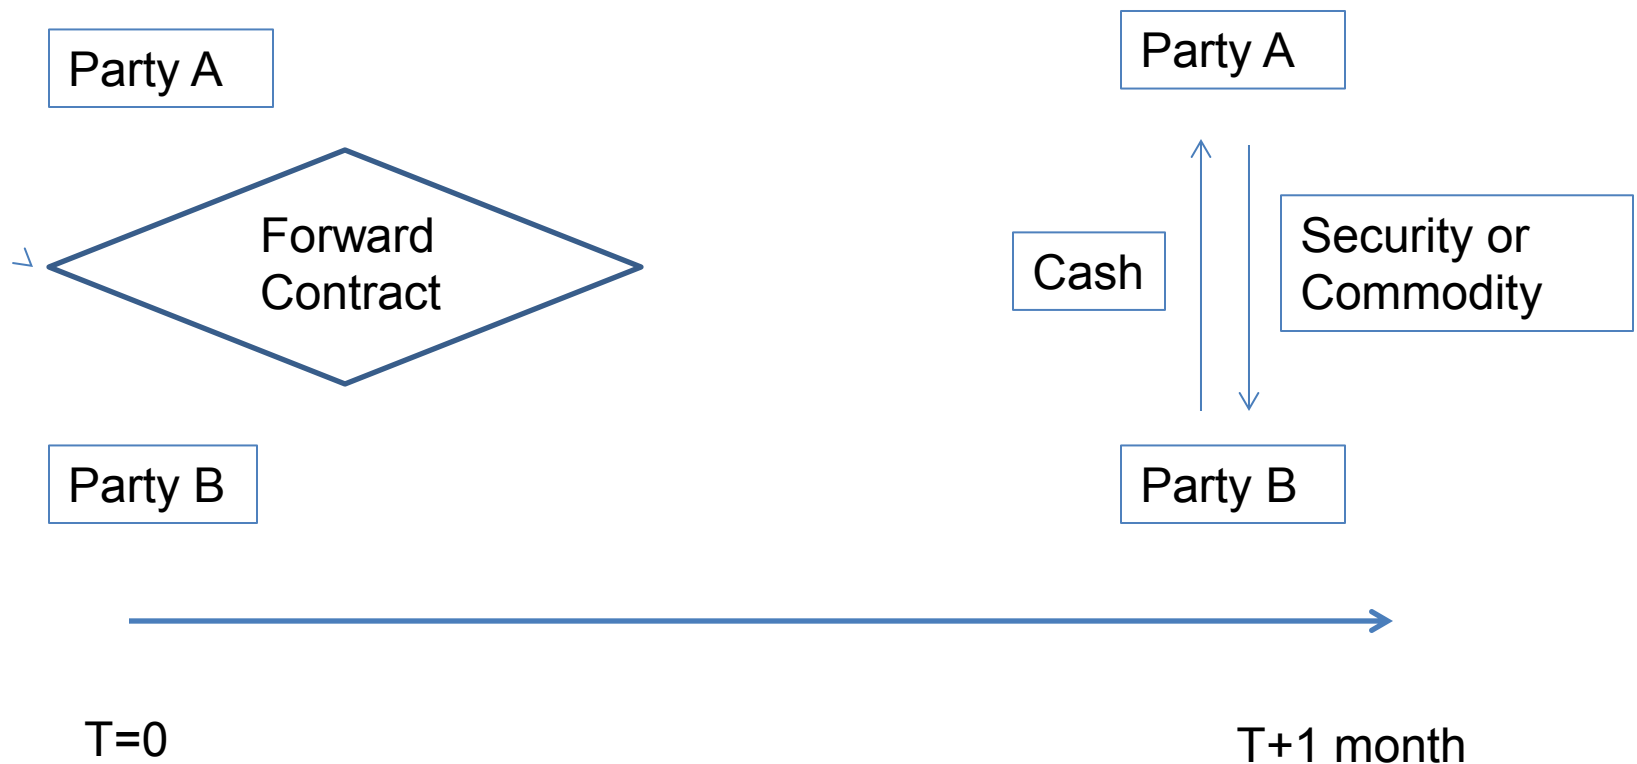 Party A
Forward
Contract
Party B
Party A
Cash
Security or
Commodity
Party B
T=0
T+1 month